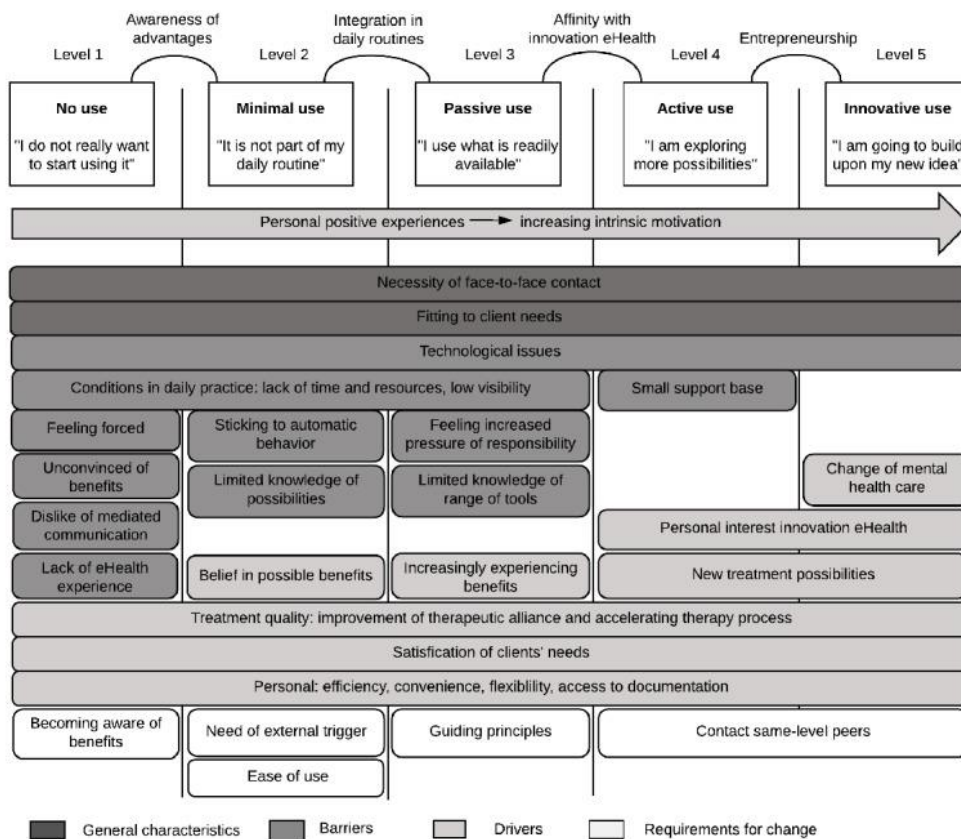 Awareness of
advantages
Integration in
daily routines
Affinity with
innovation eHealth
Entrepreneurship
Level 1
Level 2
Level 3
Level 4
Level 5
No use
"I do not really want
to start using it"
Minimal use
"It is not part of my
daily routine"
Passive use
"I use what is readily
available"
Active use
"I am exploring
more possibilities"
Innovative use
"I am going to build
upon my new idea"
Personal positive experiences → increasing intrinsic motivation
Necessity of face-to-face contact
Fitting to client needs
Technological issues
Conditions in daily practice: lack of time and resources, low visibility
Small support base
Feeling forced
Sticking to automatic
behavior
Feeling increased
pressure of responsibility
Unconvinced of
benefits
Limited knowledge of
possibilities
Limited knowledge of
range of tools
Change of mental
health care
Dislike of mediated
communication
Personal interest innovation eHealth
Lack of eHealth
experience
Belief in possible benefits
Increasingly experiencing
benefits
New treatment possibilities
Treatment quality: improvement of therapeutic alliance and accelerating therapy process
Satisfaction of clients' needs
Personal: efficiency, convenience, flexiblility, access to documentation
Becoming aware of
benefits
Need of external trigger
Guiding principles
Contact same-level peers
Ease of use
General characteristics
Barriers
Drivers
Requirements for change